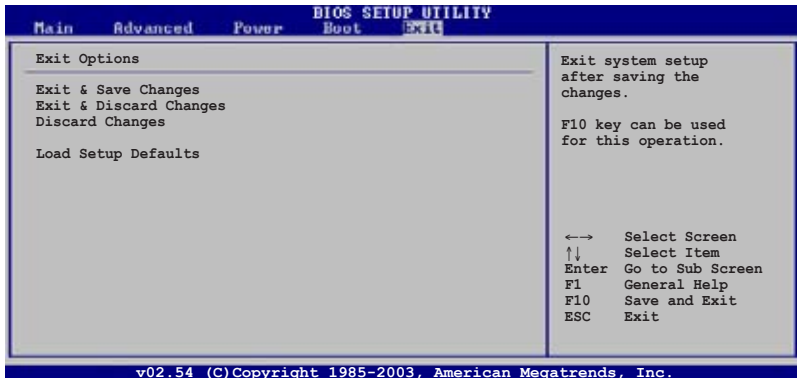 BIOS SETUP UTILITY
Main Advanced Power Boot Exit
Exit Options
Exit & Save Changes
Exit & Discard Changes
Discard Changes
Load Setup Defaults
Exit system setup
after saving the
changes.
F10 key can be used
for this operation.
←→ Select Screen
↑↓ Select Item
Enter Go to Sub Screen
F1 General Help
F10 Save and Exit
ESC Exit
v02.54 (C)Copyright 1985-2003, American Megatrends, Inc.